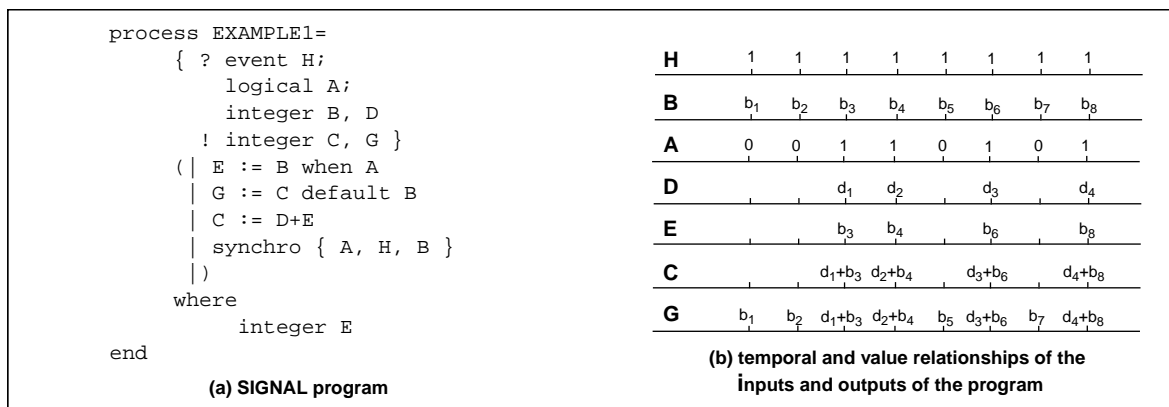 process EXAMPLE1=
{ ? event H;
logical A;
integer B, D
! integer C, G }
(| E := B when A
| G := C default B
| C := D+E
| synchro { A, H, B }
|)
where
integer E
end
(a) SIGNAL program
H 1 1 1 1 1 1 1 1
B b1 b2 b3 b4 b5 b6 b7 b8
A 0 0 1 1 0 1 0 1
D d1 d2 d3 d4
E b3 b4 b6 b8
C d1+b3 d2+b4 d3+b6 d4+b8
G b1 b2 d1+b3 d2+b4 b5 d3+b6 b7 d4+b8
(b) temporal and value relationships of the
inputs and outputs of the program